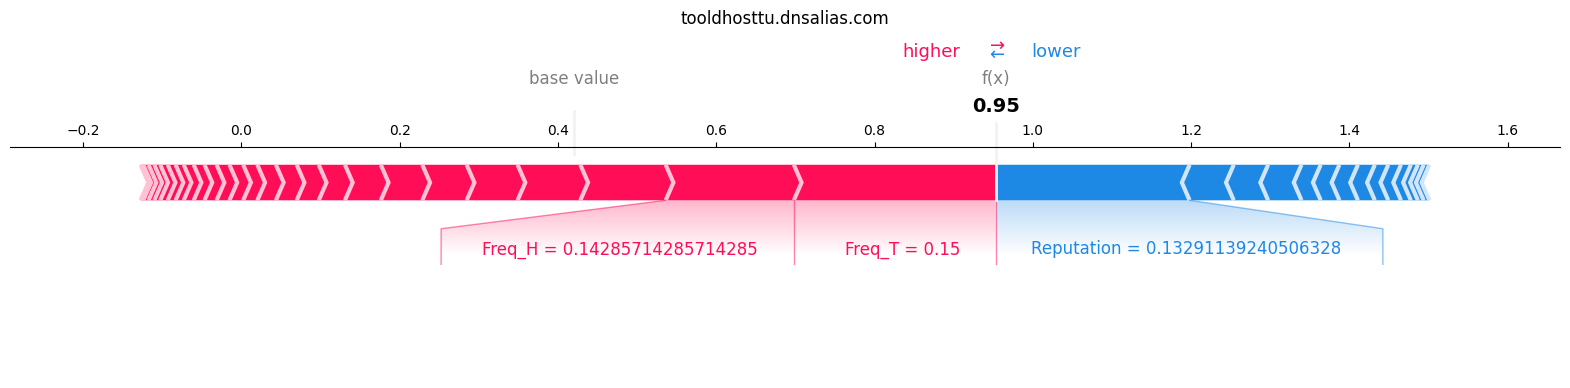 tooldhosttu.dnsalias.com
higher → ← lower
base value f(x)
0.95
−0.2 0.0 0.2 0.4 0.6 0.8 1.0 1.2 1.4 1.6
Freq_H = 0.14285714285714285 Freq_T = 0.15 Reputation = 0.13291139240506328